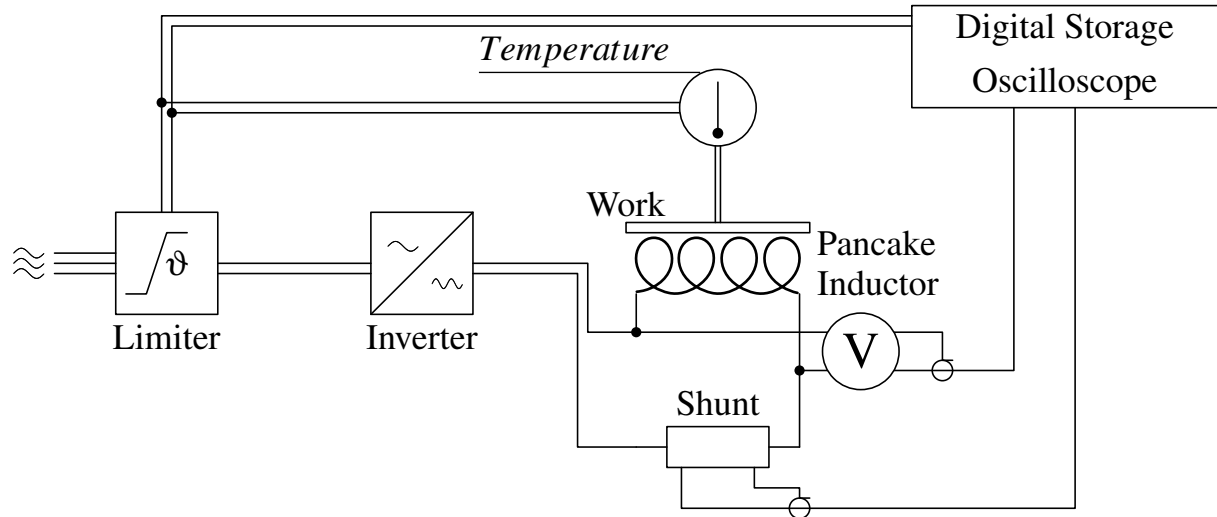 Digital Storage
Oscilloscope
Temperature
Work
Pancake
Inductor
ϑ
Limiter
Inverter
V
Shunt